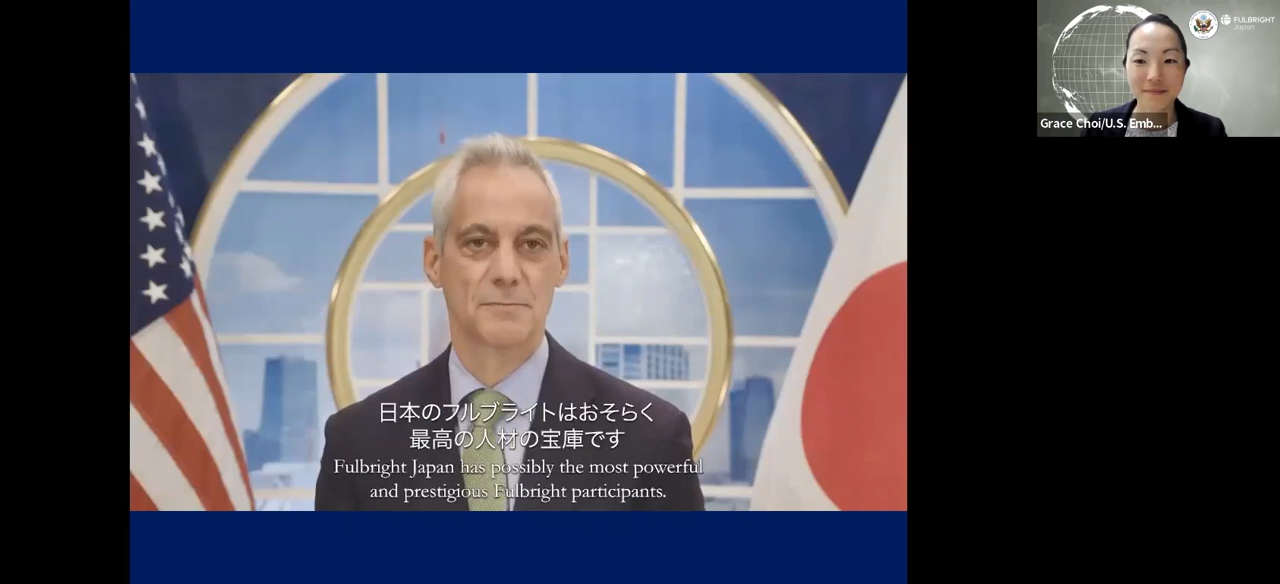 日本のフルブライトはおそらく
最高の人材の宝庫です
Fulbright Japan has possibly the most powerful
and prestigious Fulbright participants.
FULBRIGHT
Japan
Grace Choi/U.S. Emb...